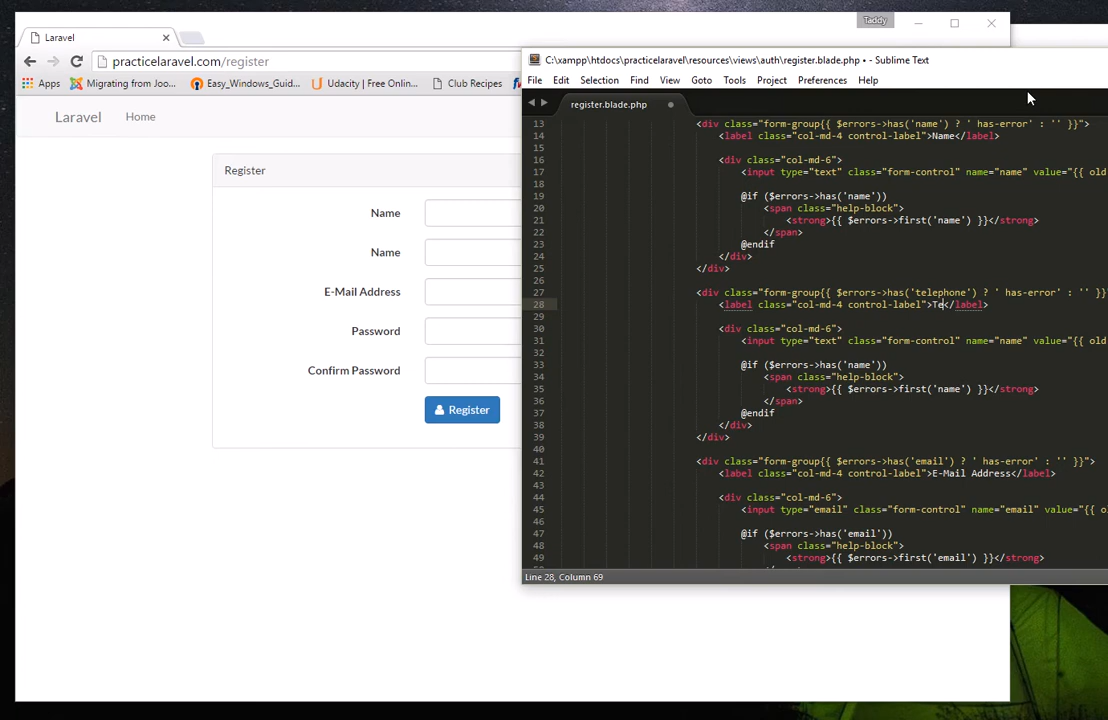 Taddy
Laravel
practicelaravel.com/register
Apps
Migrating from Joo...
Easy_Windows_Guid...
Udacity | Free Onlin...
Club Recipes
Laravel
Home
Register
Name
Name
E-Mail Address
Password
Confirm Password
Register
C:\xampp\htdocs\practicelaravel\resources\views\auth\register.blade.php • - Sublime Text
File Edit Selection Find View Goto Tools Project Preferences Help
register.blade.php
13 <div class="form-group{{ $errors->has('name') ? ' has-error' : '' }}">
14 <label class="col-md-4 control-label">Name</label>
15
16 <div class="col-md-6">
17 <input type="text" class="form-control" name="name" value="{{ old
18
19 @if ($errors->has('name'))
20 <span class="help-block">
21 <strong>{{ $errors->first('name') }}</strong>
22 </span>
23 @endif
24 </div>
25 </div>
26
27 <div class="form-group{{ $errors->has('telephone') ? ' has-error' : '' }}
28 <label class="col-md-4 control-label">Te</label>
29
30 <div class="col-md-6">
31 <input type="text" class="form-control" name="name" value="{{ old
32
33 @if ($errors->has('name'))
34 <span class="help-block">
35 <strong>{{ $errors->first('name') }}</strong>
36 </span>
37 @endif
38 </div>
39 </div>
40
41 <div class="form-group{{ $errors->has('email') ? ' has-error' : '' }}">
42 <label class="col-md-4 control-label">E-Mail Address</label>
43
44 <div class="col-md-6">
45 <input type="email" class="form-control" name="email" value="{{ old
46
47 @if ($errors->has('email'))
48 <span class="help-block">
49 <strong>{{ $errors->first('email') }}</strong>
Line 28, Column 69